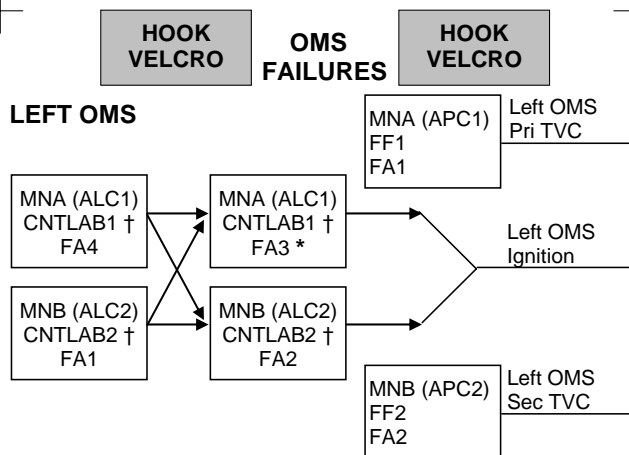 HOOK
VELCRO
OMS
FAILURES
HOOK
VELCRO
LEFT OMS
MNA (APC1)
FF1
FA1
Left OMS
Pri TVC
MNA (ALC1)
CNTLAB1 †
FA4
MNA (ALC1)
CNTLAB1 †
FA3 *
Left OMS
Ignition
MNB (ALC2)
CNTLAB2 †
FA1
MNB (ALC2)
CNTLAB2 †
FA2
MNB (APC2)
FF2
FA2
Left OMS
Sec TVC